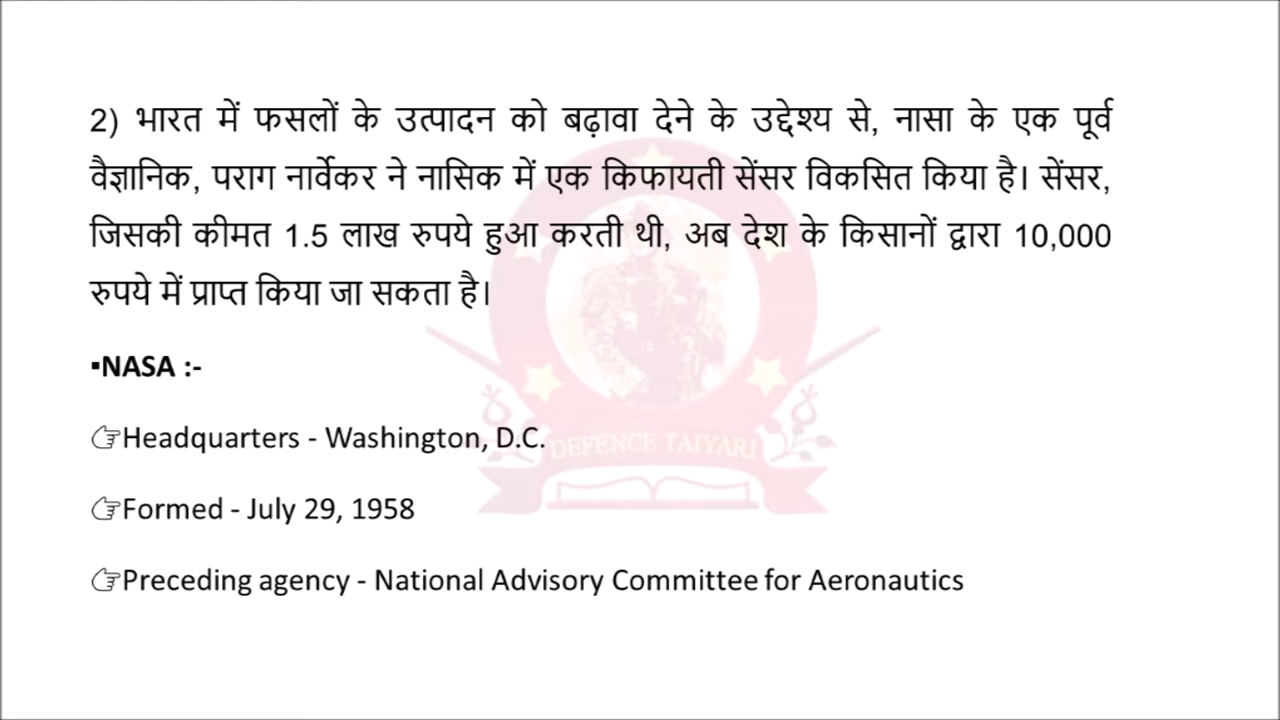 2) भारत में फसलों के उत्पादन को बढ़ावा देने के उद्देश्य से, नासा के एक पूर्व
वैज्ञानिक, पराग नार्वेकर ने नासिक में एक किफायती सेंसर विकसित किया है। सेंसर,
जिसकी कीमत 1.5 लाख रुपये हुआ करती थी, अब देश के किसानों द्वारा 10,000
रुपये में प्राप्त किया जा सकता है।
▪NASA :-
👉Headquarters - Washington, D.C.
DEFENCE TAIYARI
👉Formed - July 29, 1958
👉Preceding agency - National Advisory Committee for Aeronautics